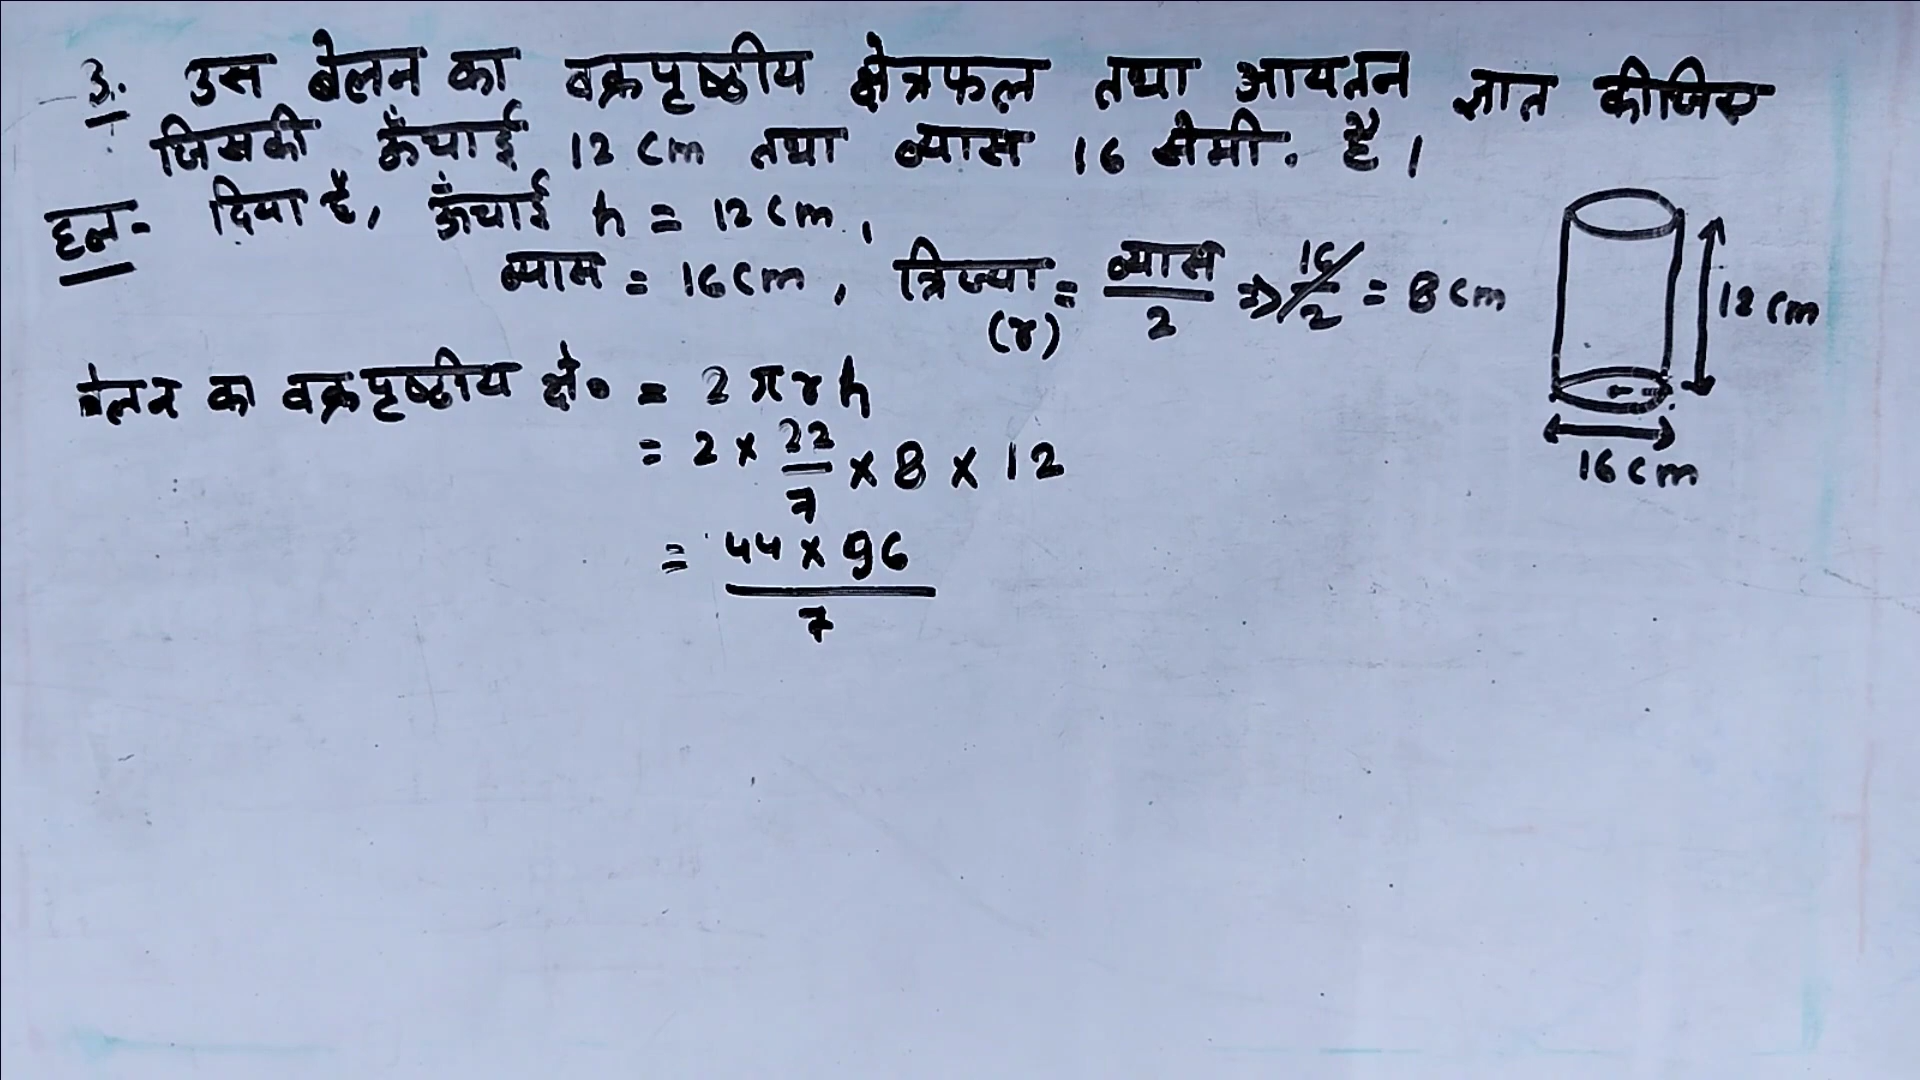 3. उस बेलन का वक्रपृष्ठीय क्षेत्रफल तथा आयतन ज्ञात कीजिए
जिसकी ऊँचाई 12 cm तथा व्यास 16 सेमी. है।
हल- दिया है, ऊँचाई h = 12 cm,
व्यास = 16 cm, त्रिज्या (r) = व्यास/2 => 16/2 = 8 cm
बेलन का वक्रपृष्ठीय क्षे० = 2πrh
= 2 × 22/7 × 8 × 12
= 44 × 96 / 7
12 cm
16 cm